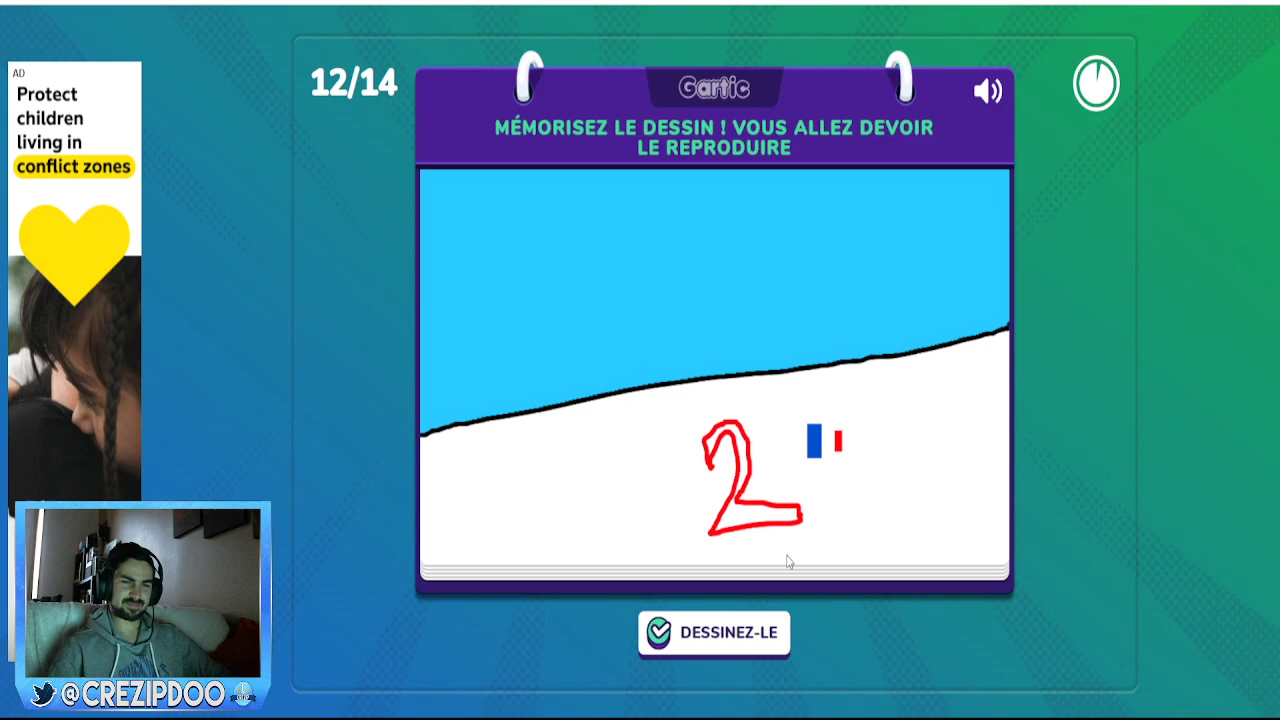 AD
Protect
children
living in
conflict zones
12/14
Gartic
MÉMORISEZ LE DESSIN ! VOUS ALLEZ DEVOIR
LE REPRODUIRE
2
DESSINEZ-LE
@CREZIPDOO